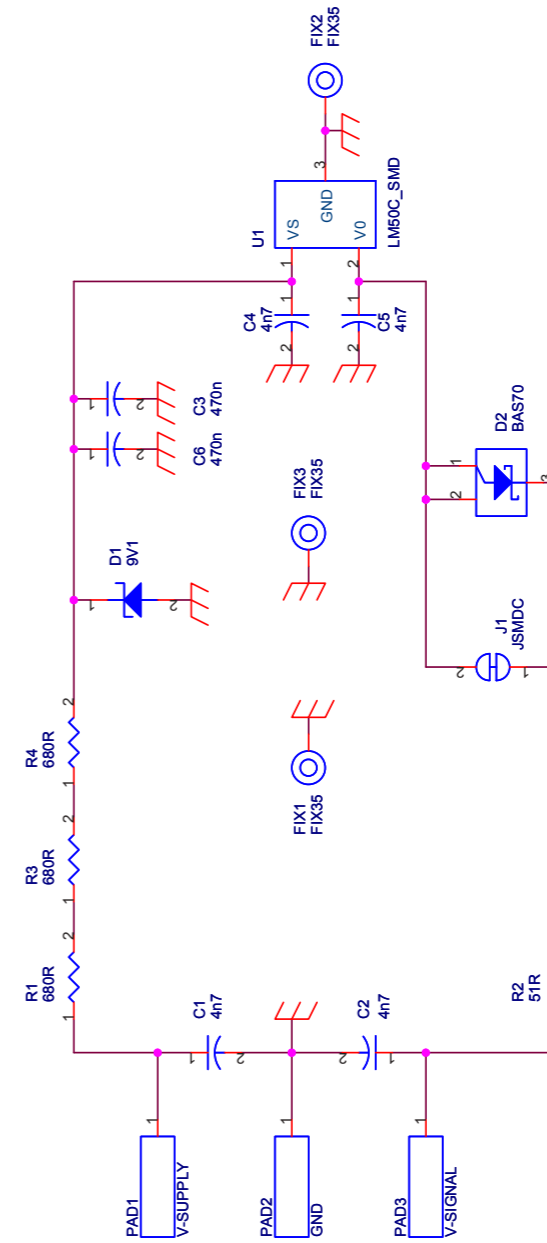 FIX2
FIX35
3
U1
VS
GND
V0
LM50C_SMD
1
2
C4
4n7
1
2
C5
4n7
1
2
C3
470n
1
2
C6
470n
1
2
D1
9V1
1
2
FIX3
FIX35
FIX1
FIX35
D2
BAS70
1
2
3
J1
JSMDC
2
1
R4
680R
1
2
R3
680R
1
2
R1
680R
1
2
C1
4n7
1
2
C2
4n7
2
1
R2
51R
PAD1
V-SUPPLY
1
PAD2
GND
1
PAD3
V-SIGNAL
1